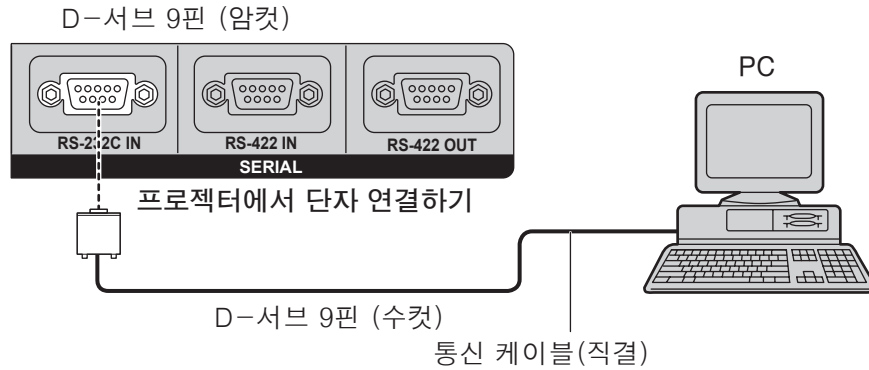 D-서브 9핀 (암컷)
PC
RS-232C IN
RS-422 IN
RS-422 OUT
SERIAL
프로젝터에서 단자 연결하기
D-서브 9핀 (수컷)
통신 케이블(직결)